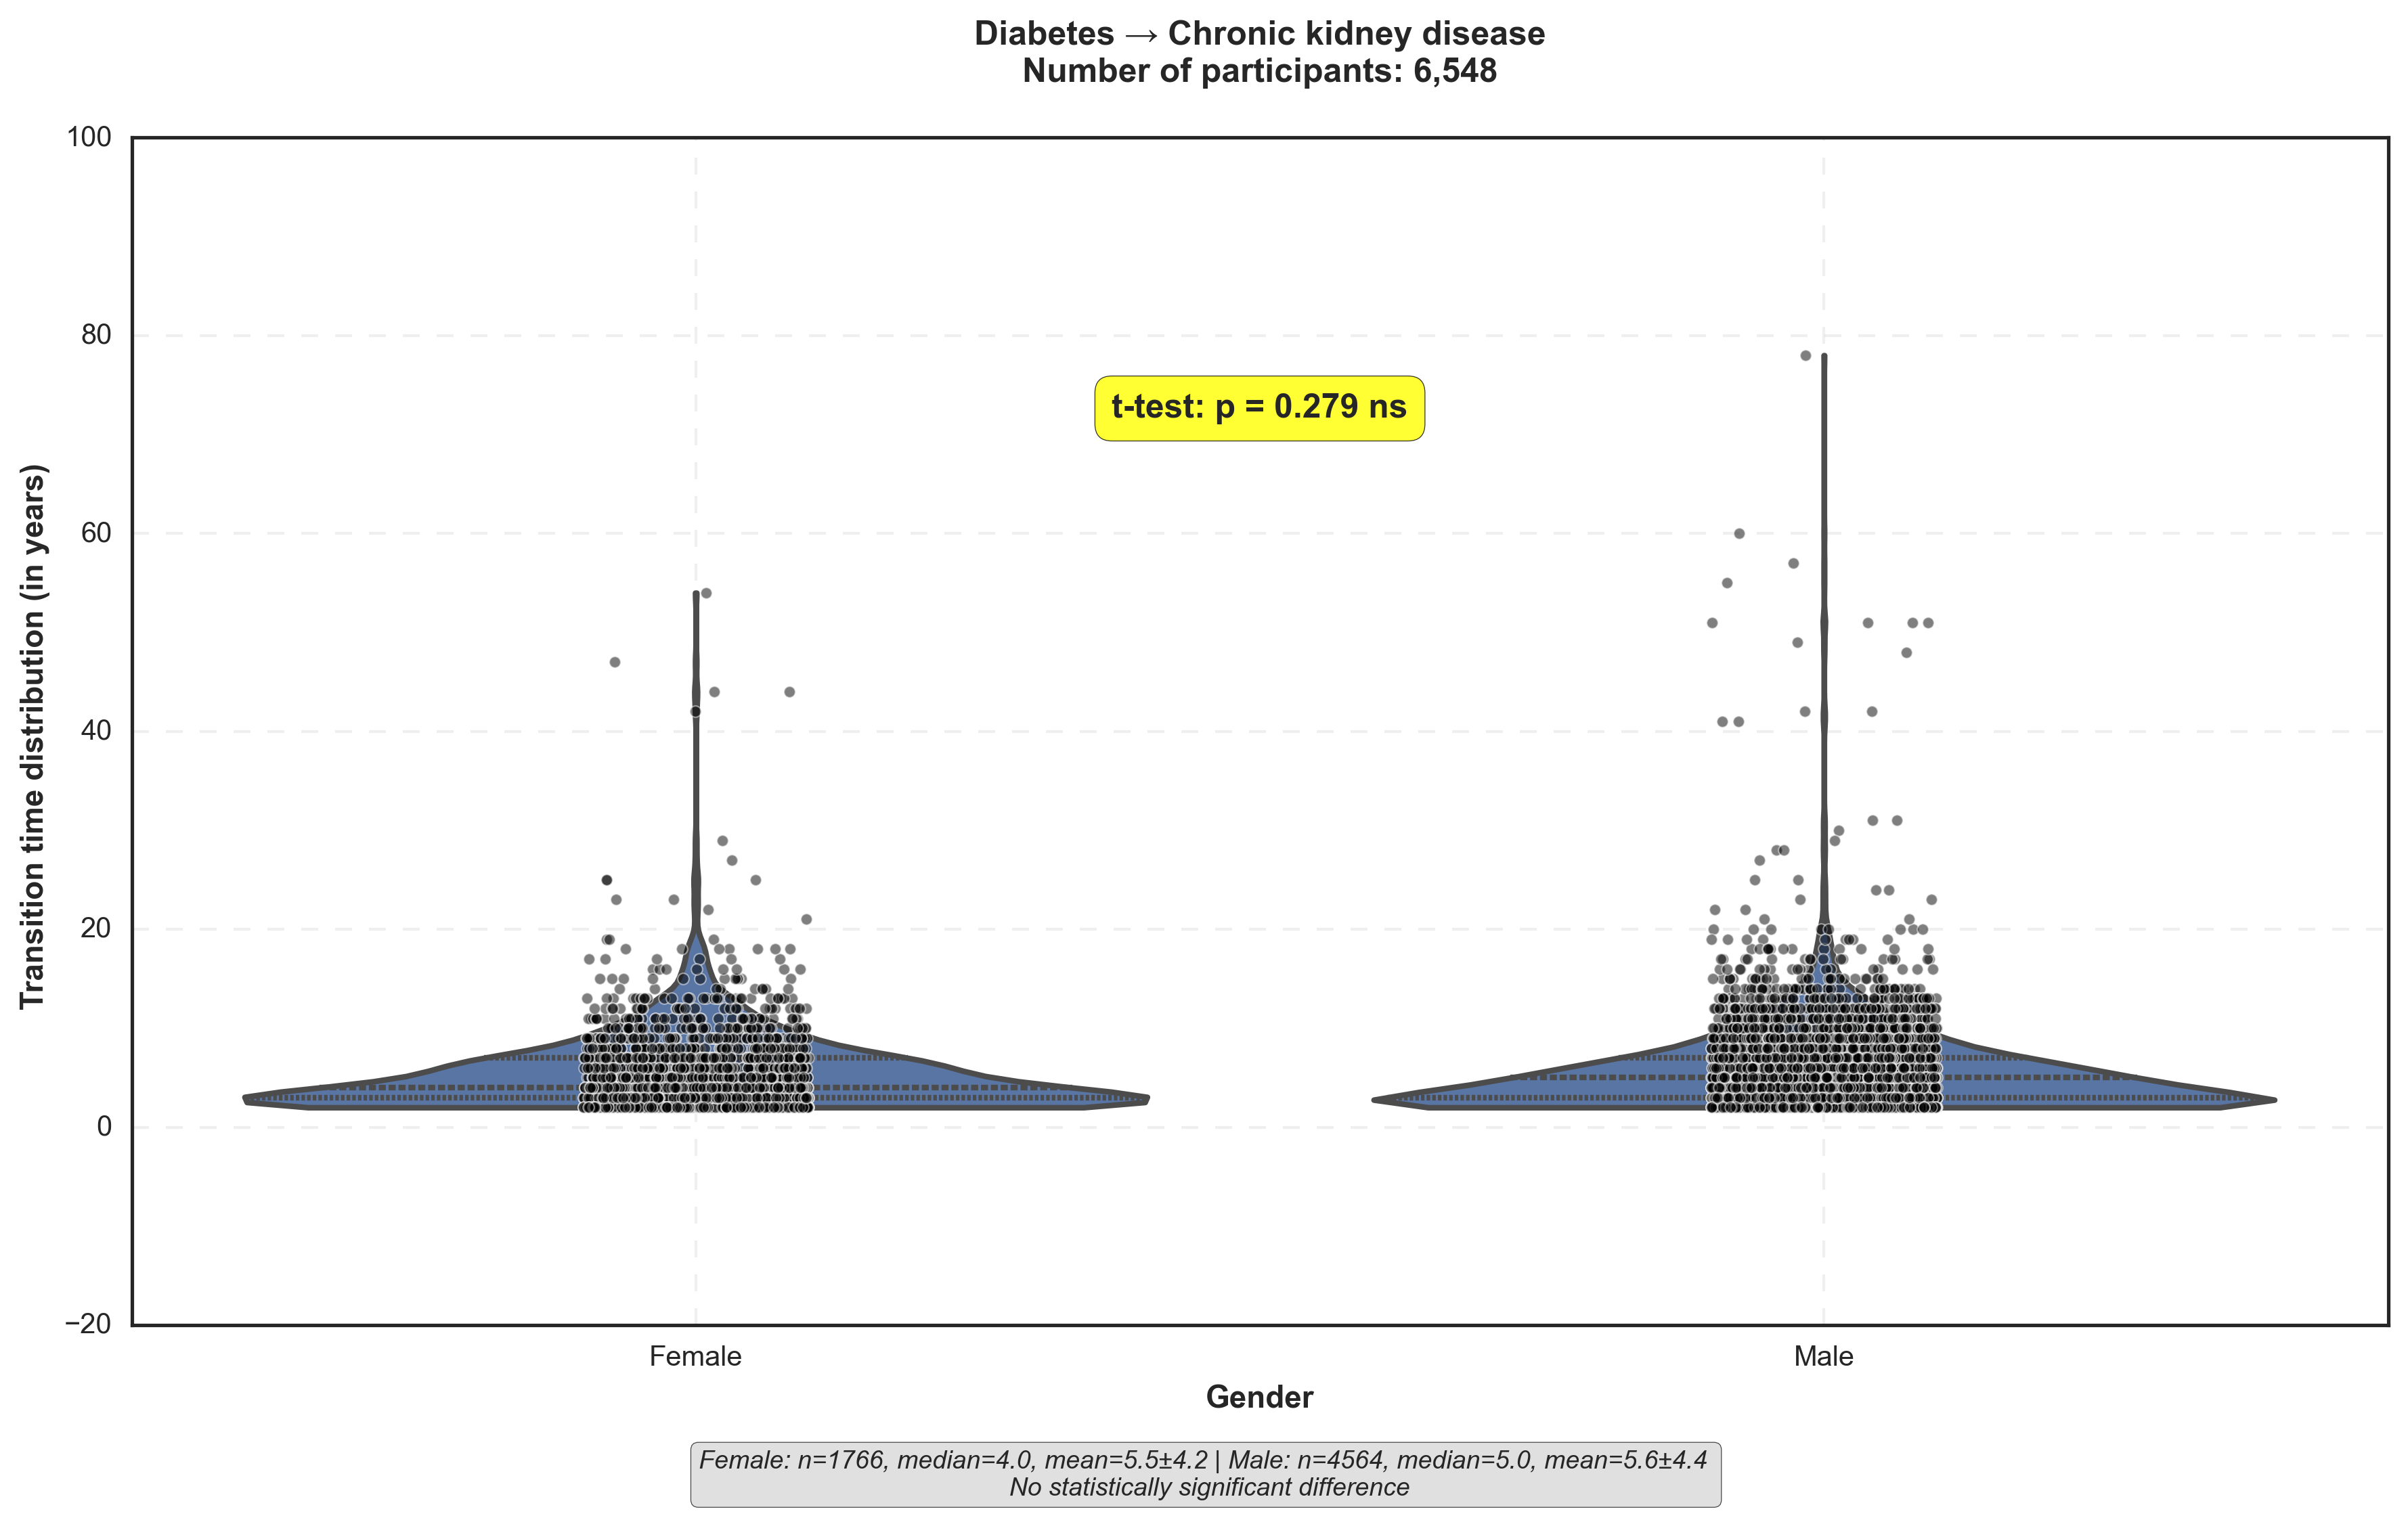 Diabetes → Chronic kidney disease
Number of participants: 6,548
100
80
60
40
20
0
−20
Transition time distribution (in years)
t-test: p = 0.279 ns
Female
Male
Gender
Female: n=1766, median=4.0, mean=5.5±4.2 | Male: n=4564, median=5.0, mean=5.6±4.4
No statistically significant difference